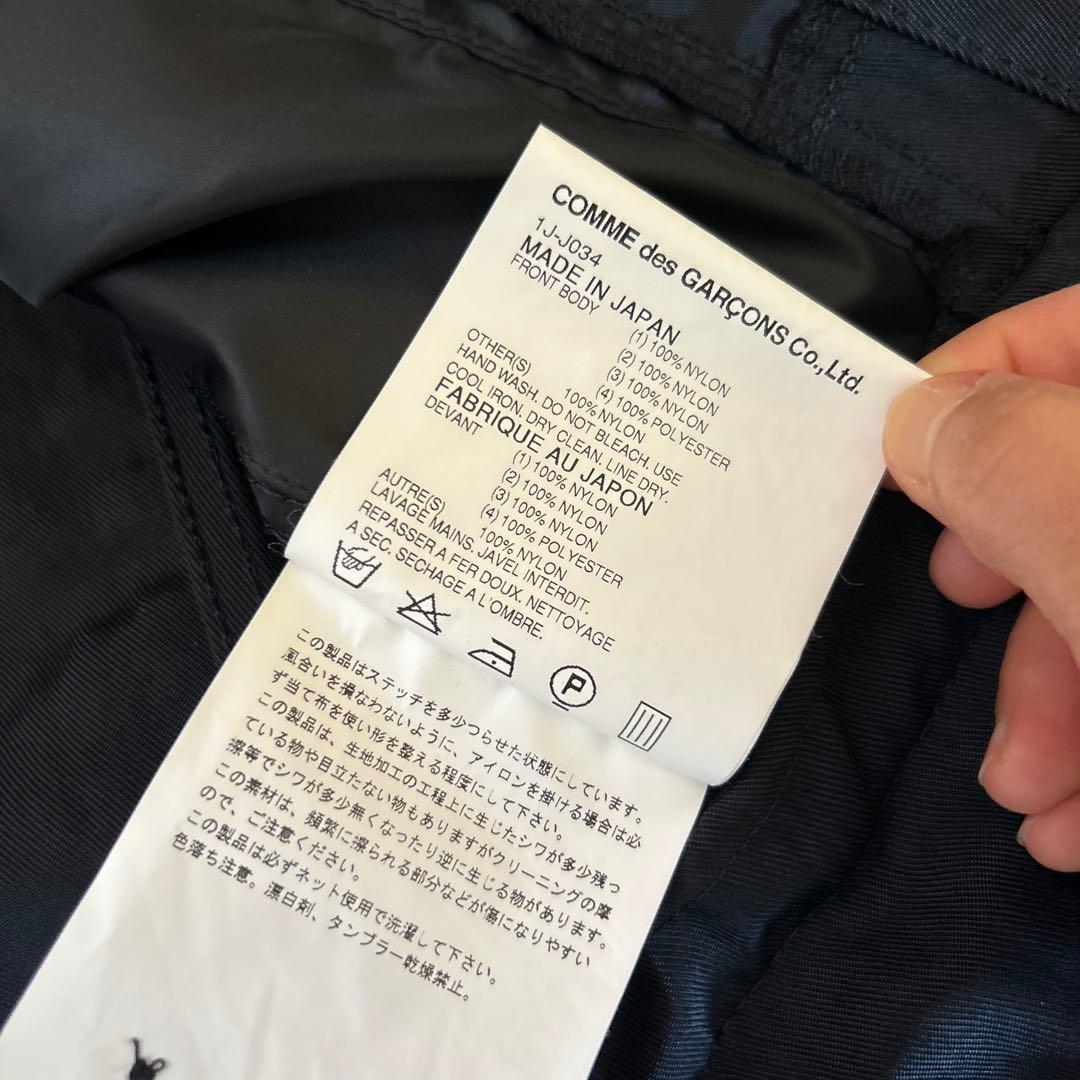 COMME des GARÇONS Co.,Ltd.
1J-J034
MADE IN JAPAN
FRONT BODY
(1) 100% NYLON
(2) 100% NYLON
(3) 100% NYLON
(4) 100% POLYESTER
OTHER(S) 100% NYLON
HAND WASH. DO NOT BLEACH. USE
COOL IRON. DRY CLEAN. LINE DRY.
FABRIQUE AU JAPON
DEVANT
(1) 100% NYLON
(2) 100% NYLON
(3) 100% NYLON
(4) 100% POLYESTER
AUTRE(S) 100% NYLON
LAVAGE MAINS. JAVEL INTERDIT.
REPASSER A FER DOUX. NETTOYAGE
A SEC. SECHAGE A L'OMBRE.
P
この製品はステッチを多少つらせた状態にしています。
風合いを損なわないように、アイロンを掛ける場合は必
ず当て布を使い形を整える程度にして下さい。
この製品は、生地加工の工程上に生じたシワが多少残っ
ている物や目立たない物もありますがクリーニングの摩
擦等でシワが多少無くなったり逆に生じる物があります。
この素材は、頻繁に擦られる部分などが傷になりやすい
ので、ご注意ください。
この製品は必ずネット使用で洗濯して下さい。
色落ち注意。漂白剤、タンブラー乾燥禁止。